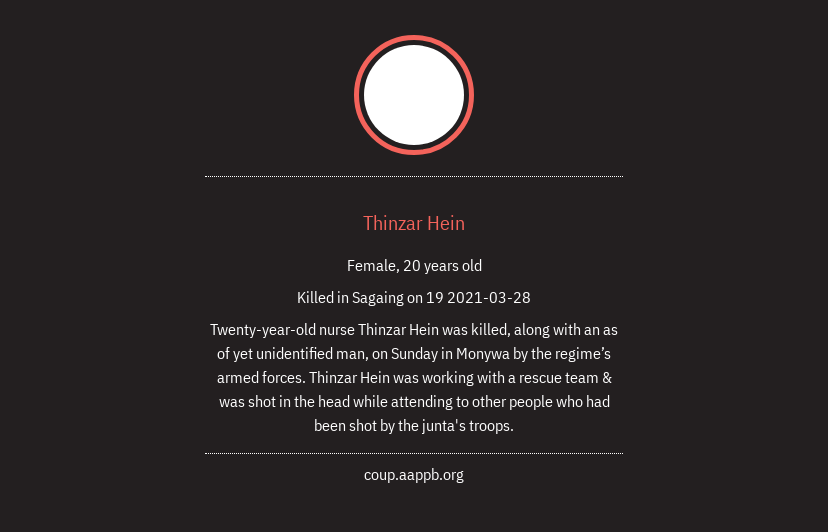 Thinzar Hein
Female, 20 years old
Killed in Sagaing on 19 2021-03-28
Twenty-year-old nurse Thinzar Hein was killed, along with an as
of yet unidentified man, on Sunday in Monywa by the regime’s
armed forces. Thinzar Hein was working with a rescue team &
was shot in the head while attending to other people who had
been shot by the junta's troops.
coup.aappb.org